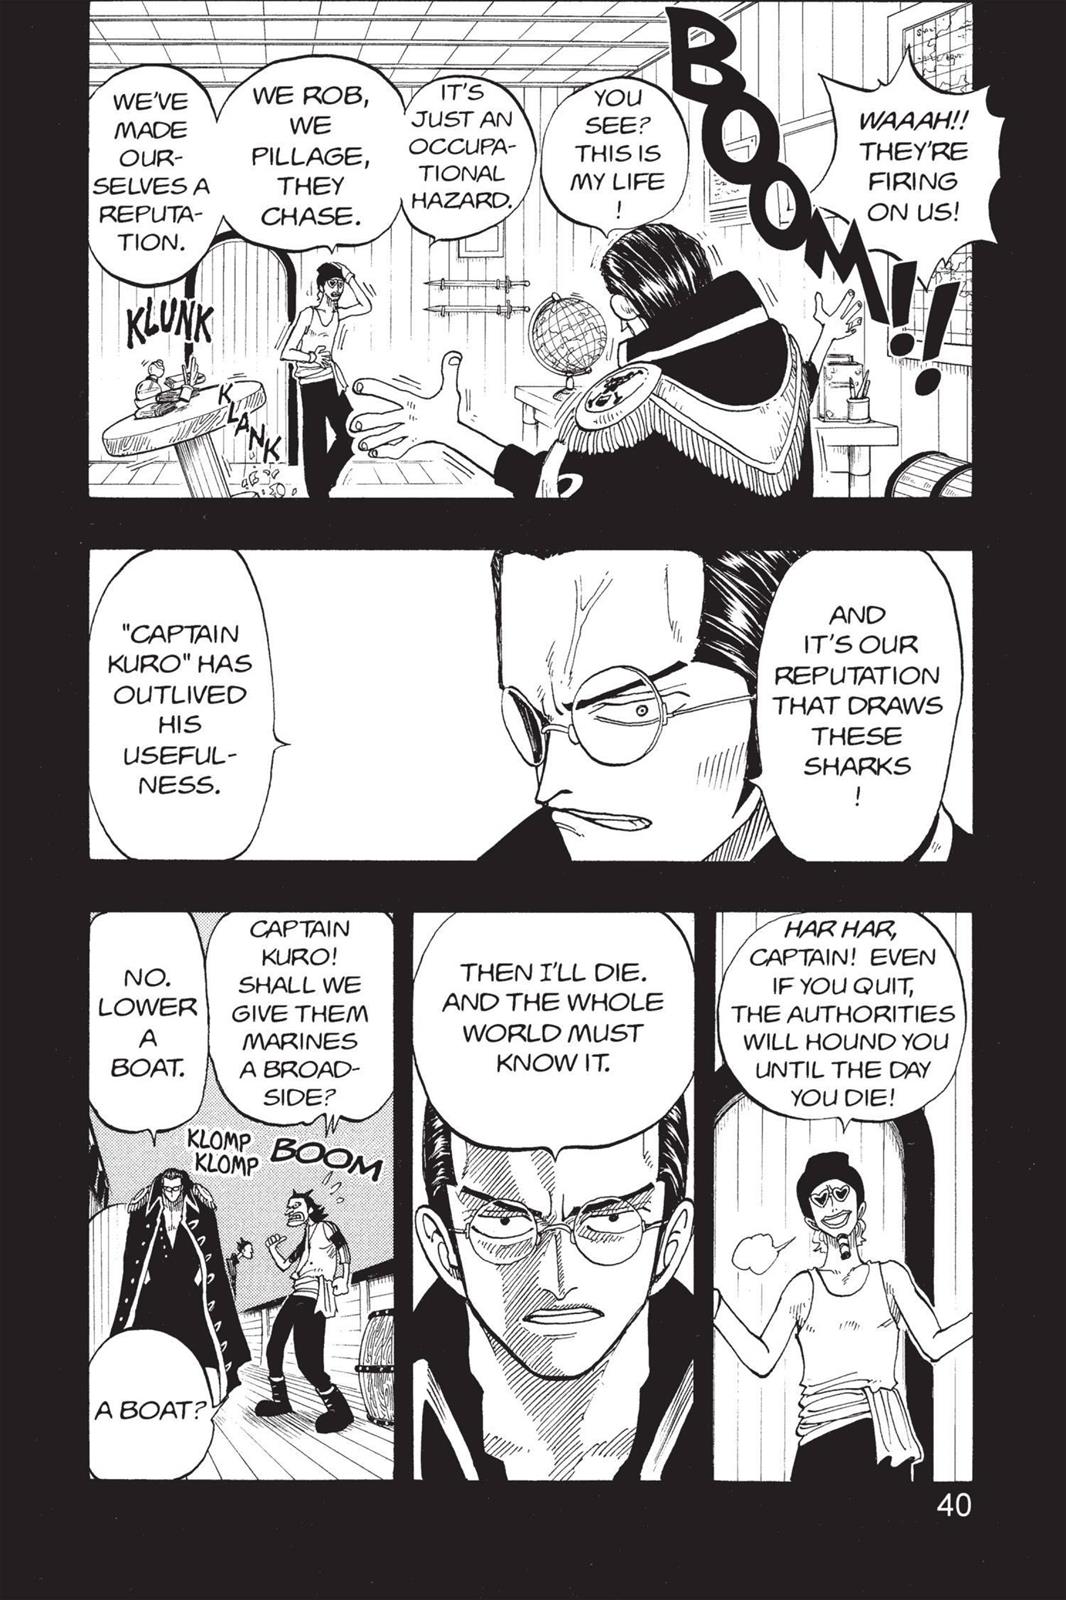 WAAAH!!
THEY'RE
FIRING
ON US!
BOOM!!
YOU
SEE?
THIS IS
MY LIFE
!
IT'S
JUST AN
OCCUPA-
TIONAL
HAZARD.
WE ROB,
WE
PILLAGE,
THEY
CHASE.
WE'VE
MADE
OUR-
SELVES A
REPUTA-
TION.
KLUNK
KLANK
AND
IT'S OUR
REPUTATION
THAT DRAWS
THESE
SHARKS
!
"CAPTAIN
KURO" HAS
OUTLIVED
HIS
USEFUL-
NESS.
HAR HAR,
CAPTAIN! EVEN
IF YOU QUIT,
THE AUTHORITIES
WILL HOUND YOU
UNTIL THE DAY
YOU DIE!
THEN I'LL DIE.
AND THE WHOLE
WORLD MUST
KNOW IT.
CAPTAIN
KURO!
SHALL WE
GIVE THEM
MARINES
A BROAD-
SIDE?
BOOM
KLOMP
KLOMP
NO.
LOWER
A
BOAT.
A BOAT?
40